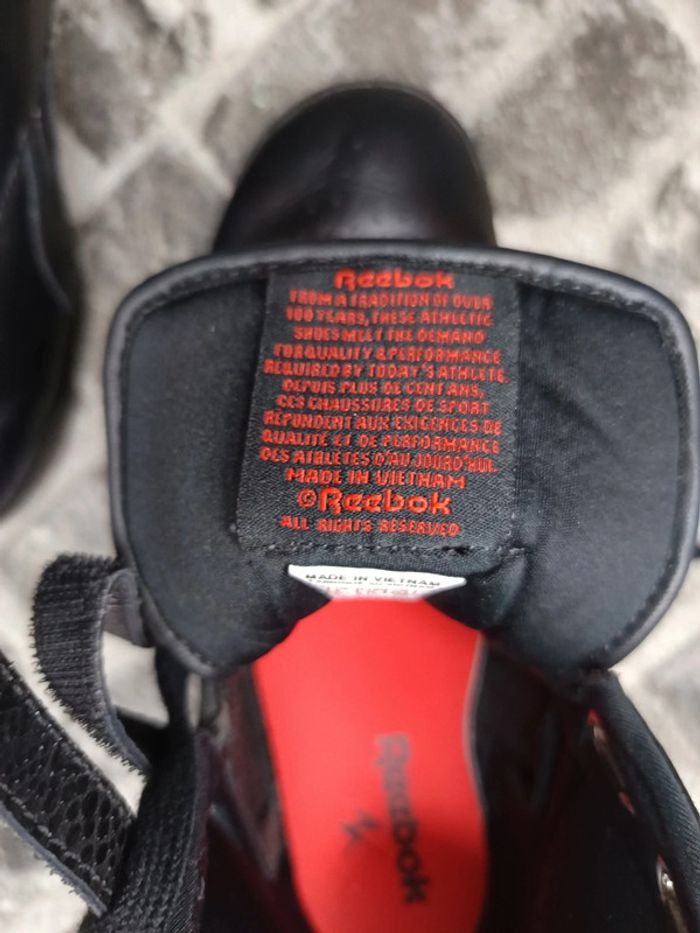 Reebok
FROM A TRADITION OF OVER
100 YEARS, THESE ATHLETIC
SHOES MEET THE DEMAND
FOR QUALITY & PERFORMANCE
REQUIRED BY TODAY'S ATHLETE.
DEPUIS PLUS DE CENT ANS,
CES CHAUSSURES DE SPORT
RÉPONDENT AUX EXIGENCES DE
QUALITÉ ET DE PERFORMANCE
DES ATHLÈTES D'AUJOURD'HUI.
MADE IN VIETNAM
©Reebok
ALL RIGHTS RESERVED
MADE IN VIETNAM
Reebok